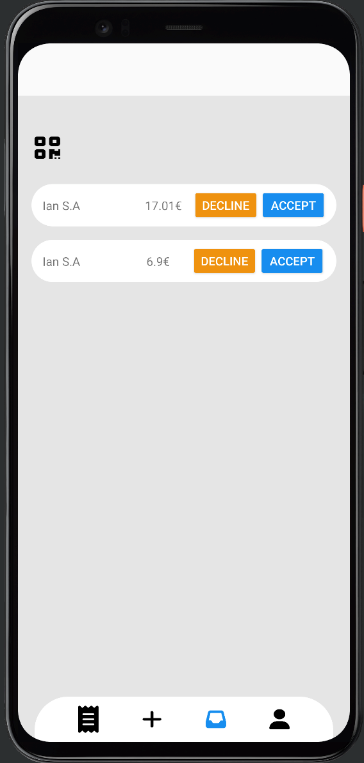 Ian S.A 17.01€ DECLINE ACCEPT
Ian S.A 6.9€ DECLINE ACCEPT